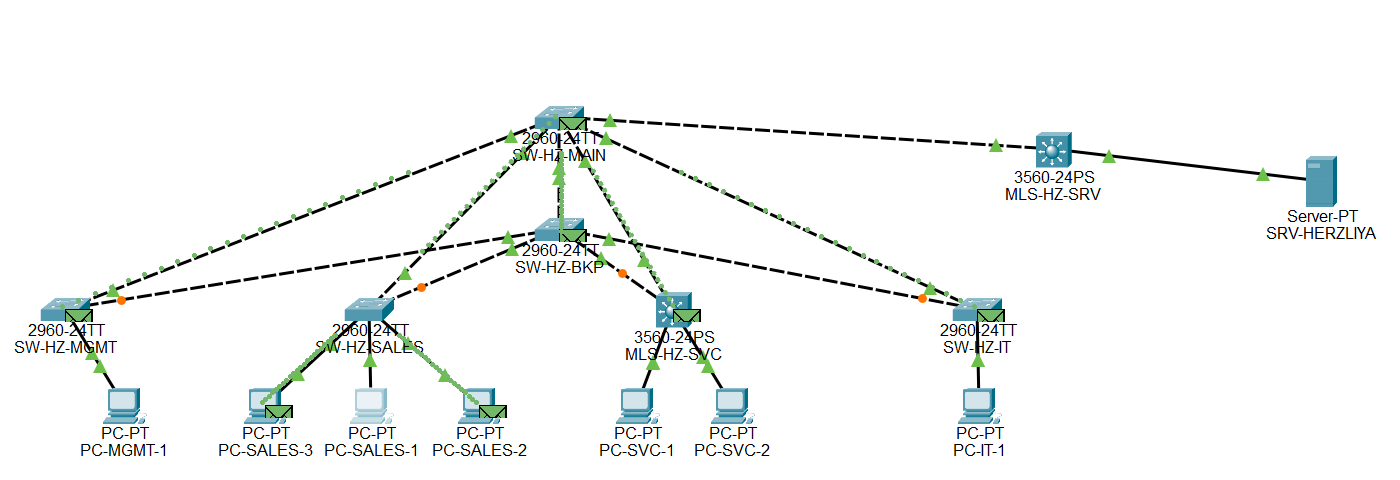 2960-24TT
SW-HZ-MAIN
3560-24PS
MLS-HZ-SRV
Server-PT
SRV-HERZLIYA
2960-24TT
SW-HZ-BKP
2960-24TT
SW-HZ-MGMT
2960-24TT
SW-HZ-SALES
3560-24PS
MLS-HZ-SVC
2960-24TT
SW-HZ-IT
PC-PT
PC-MGMT-1
PC-PT
PC-SALES-3
PC-PT
PC-SALES-1
PC-PT
PC-SALES-2
PC-PT
PC-SVC-1
PC-PT
PC-SVC-2
PC-PT
PC-IT-1